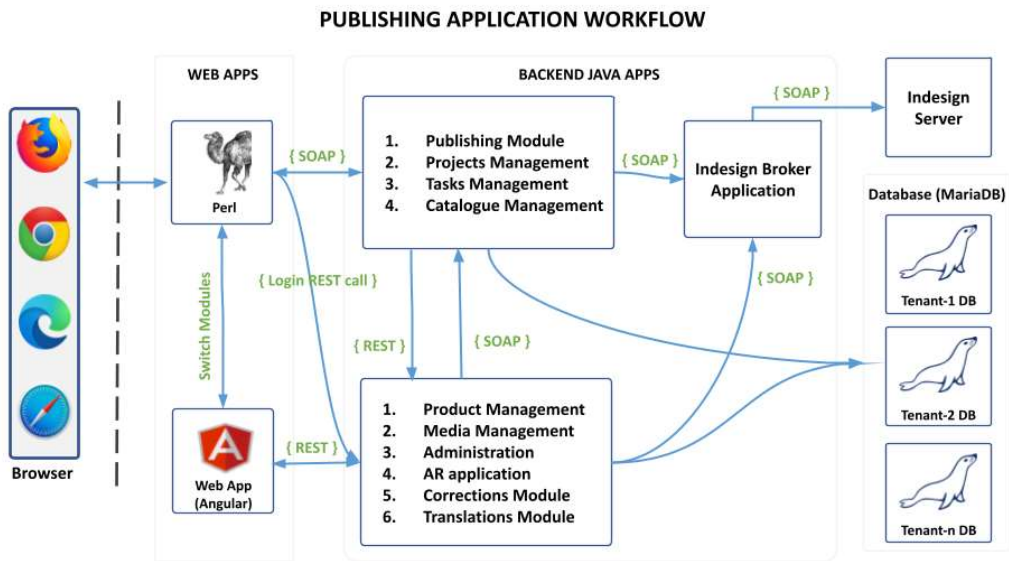 PUBLISHING APPLICATION WORKFLOW
WEB APPS
BACKEND JAVA APPS
{ SOAP }
Indesign
Server
Perl
{ SOAP }
1. Publishing Module
2. Projects Management
3. Tasks Management
4. Catalogue Management
{ SOAP }
Indesign Broker
Application
Database (MariaDB)
Tenant-1 DB
Tenant-2 DB
Tenant-n DB
{ Login REST call }
Switch Modules
{ REST }
{ SOAP }
{ SOAP }
Browser
A
Web App
(Angular)
{ REST }
1. Product Management
2. Media Management
3. Administration
4. AR application
5. Corrections Module
6. Translations Module